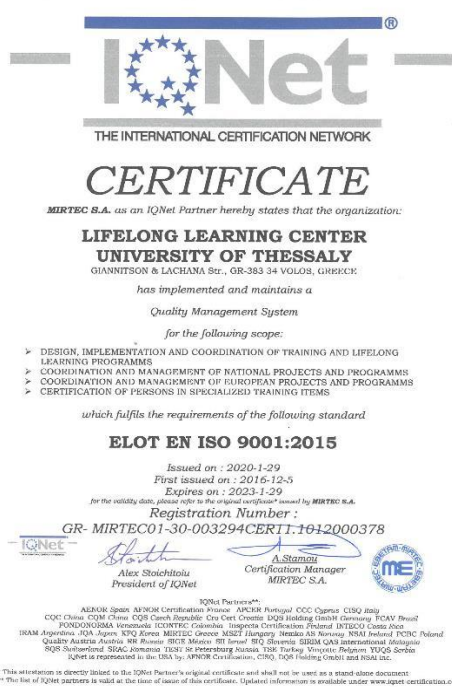 IQNet ®
THE INTERNATIONAL CERTIFICATION NETWORK
CERTIFICATE
MIRTEC S.A. as an IQNet Partner hereby states that the organization:
LIFELONG LEARNING CENTER
UNIVERSITY OF THESSALY
GIANNITSON & LACHANA Str., GR-383 34 VOLOS, GREECE
has implemented and maintains a
Quality Management System
for the following scope:
➢ DESIGN, IMPLEMENTATION AND COORDINATION OF TRAINING AND LIFELONG
LEARNING PROGRAMMS
➢ COORDINATION AND MANAGEMENT OF NATIONAL PROJECTS AND PROGRAMMS
➢ COORDINATION AND MANAGEMENT OF EUROPEAN PROJECTS AND PROGRAMMS
➢ CERTIFICATION OF PERSONS IN SPECIALIZED TRAINING ITEMS
which fulfils the requirements of the following standard
ELOT EN ISO 9001:2015
Issued on : 2020-1-29
First issued on : 2016-12-5
Expires on : 2023-1-29
for the validity date, please refer to the original certificate* issued by MIRTEC S.A.
Registration Number :
GR- MIRTEC01-30-003294CERT1.1012000378
IQNet
Alex Stoichitoiu
President of IQNet
A.Stamou
Certification Manager
MIRTEC S.A.
IQNet Partners**:
AENOR Spain AFNOR Certification France APCER Portugal CCC Cyprus CISQ Italy
CQC China CQM China CQS Czech Republic Cro Cert Croatia DQS Holding GmbH Germany FCAV Brazil
FONDONORMA Venezuela ICONTEC Colombia Inspecta Certification Finland INTECO Costa Rica
IRAM Argentina JQA Japan KFQ Korea MIRTEC Greece MSZT Hungary Nemko AS Norway NSAI Ireland PCBC Poland
Quality Austria Austria RR Russia SIGE México SII Israel SIQ Slovenia SIRIM QAS International Malaysia
SQS Switzerland SRAC Romania TEST St Petersburg Russia TSE Turkey Vinçotte Belgium YUQS Serbia
IQNet is represented in the USA by: AFNOR Certification, CISQ, DQS Holding GmbH and NSAI Inc.
* This attestation is directly linked to the IQNet Partner's original certificate and shall not be used as a stand-alone document
** The list of IQNet partners is valid at the time of issue of this certificate. Updated information is available under www.iqnet-certification.c